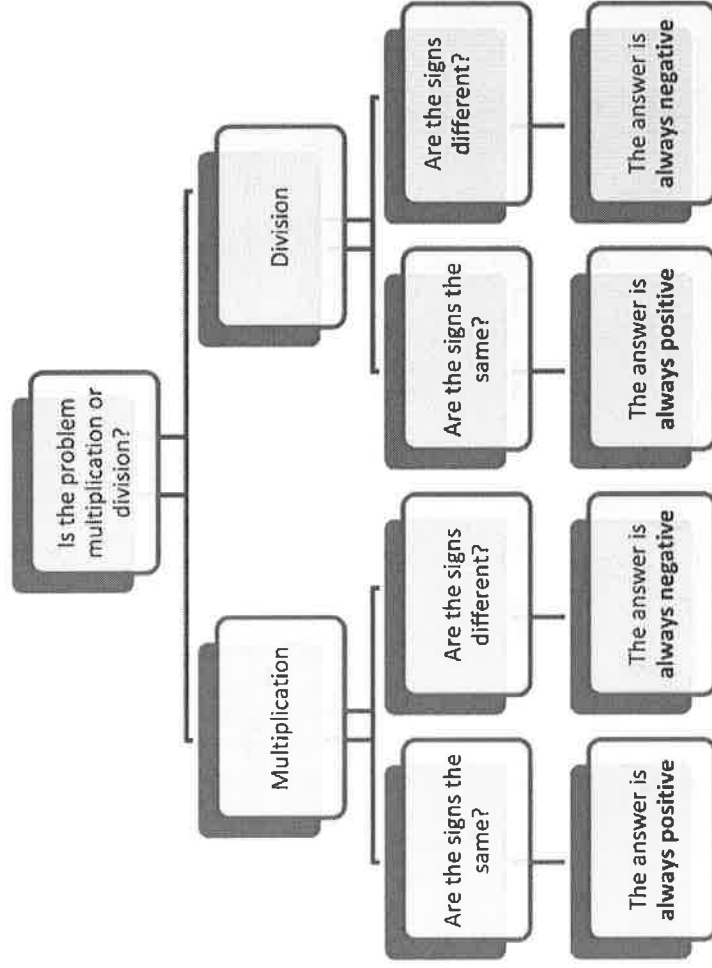 Is the problem
multiplication or
division?
Multiplication
Division
Are the signs the
same?
Are the signs
different?
Are the signs the
same?
Are the signs
different?
The answer is
always positive
The answer is
always negative
The answer is
always positive
The answer is
always negative